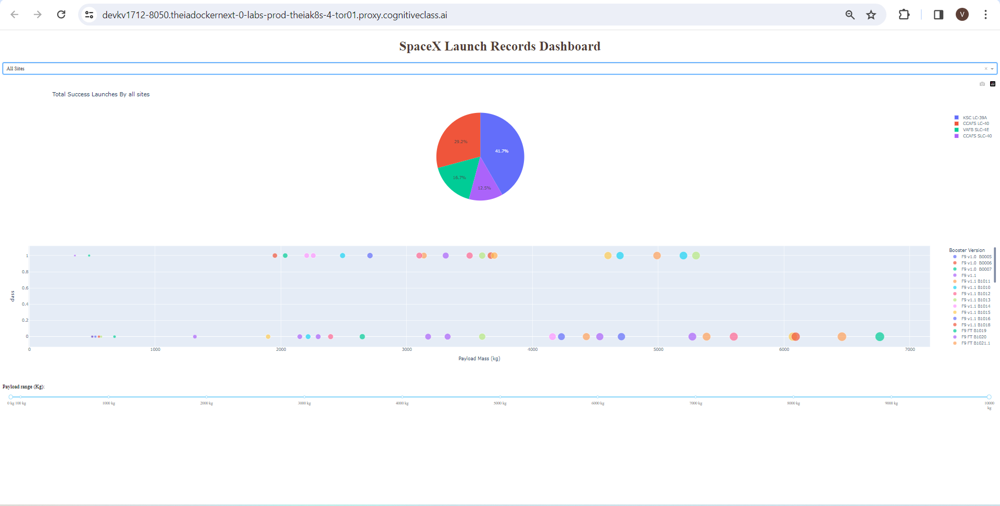 devkv1712-8050.theiadockernext-0-labs-prod-theiak8s-4-tor01.proxy.cognitiveclass.ai
V
SpaceX Launch Records Dashboard
All Sites
×
Total Success Launches By all sites
KSC LC-39A
CCAFS LC-40
VAFB SLC-4E
CCAFS SLC-40
29.2%
41.7%
16.7%
12.5%
Booster Version
F9 v1.0  B0005
F9 v1.0  B0006
F9 v1.0  B0007
F9 v1.1
F9 v1.1 B1011
F9 v1.1 B1010
F9 v1.1 B1012
F9 v1.1 B1013
F9 v1.1 B1014
F9 v1.1 B1015
F9 v1.1 B1016
F9 v1.1 B1018
F9 FT B1019
F9 FT B1020
F9 FT B1021.1
1
0.8
0.6
0.4
0.2
0
class
0 1000 2000 3000 4000 5000 6000 7000
Payload Mass (kg)
Payload range (Kg):
0 kg 100 kg 1000 kg 2000 kg 3000 kg 4000 kg 5000 kg 6000 kg 7000 kg 8000 kg 9000 kg 10000
kg